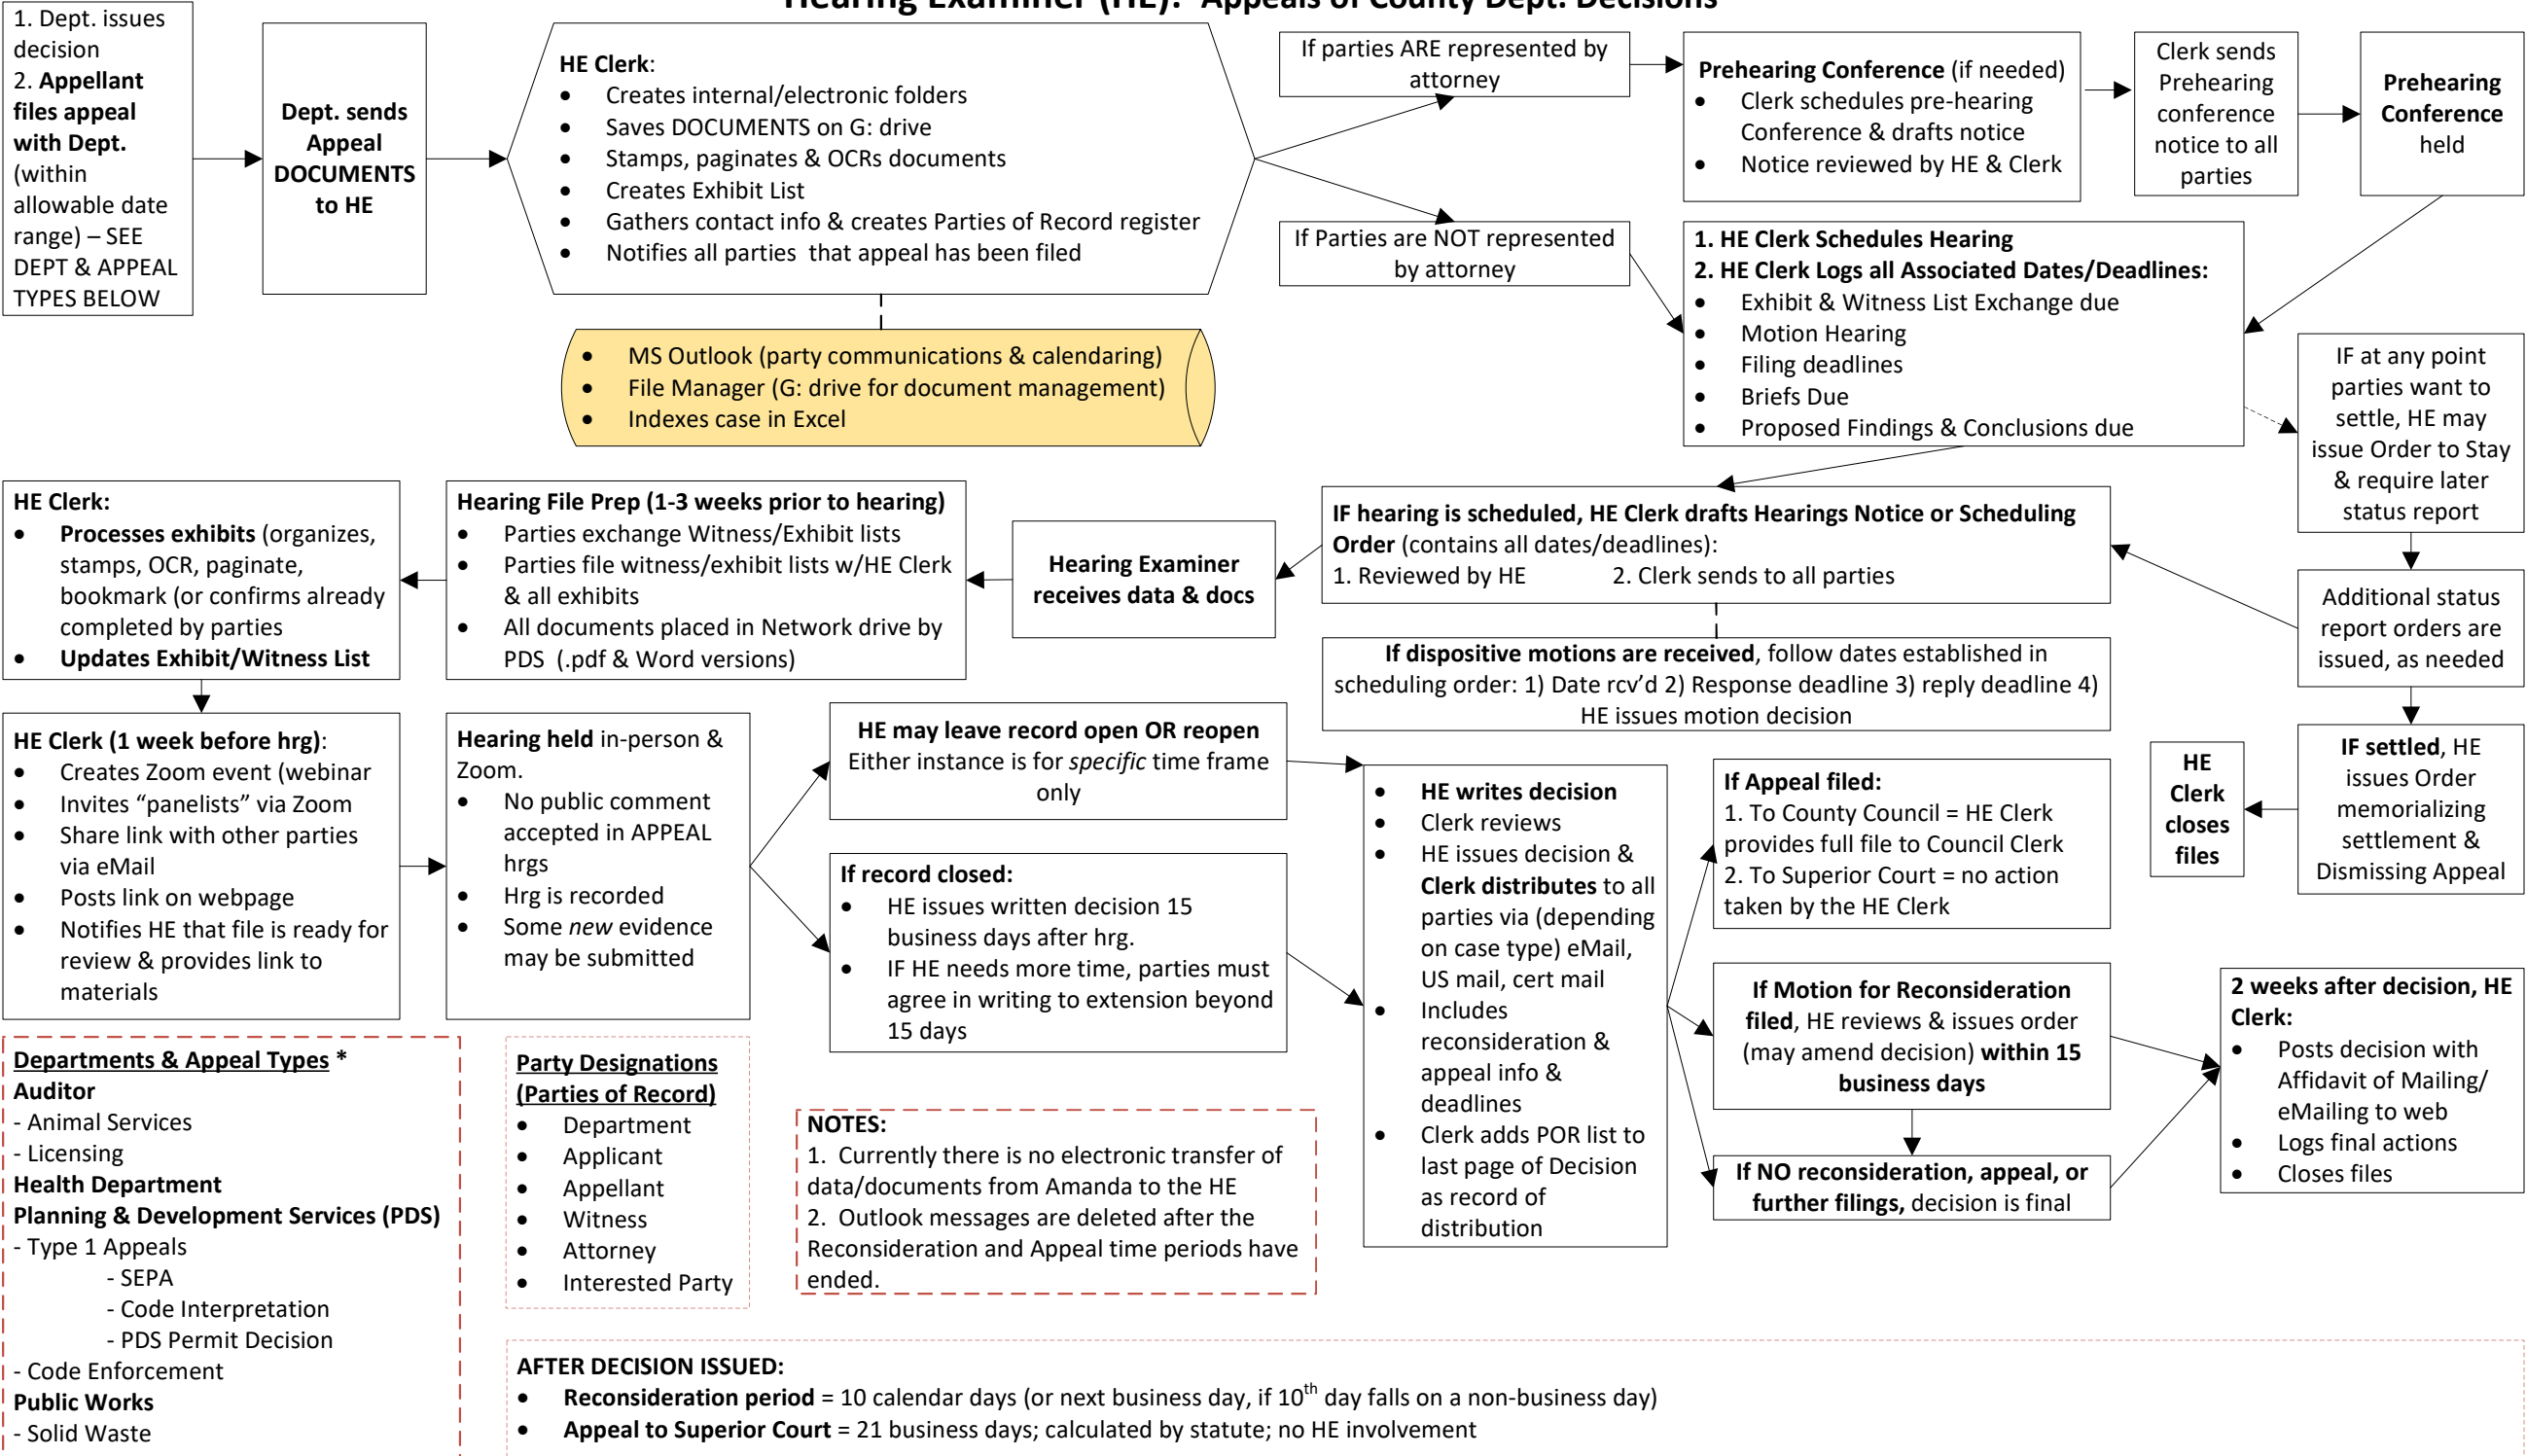 Hearing Examiner (HE): Appeals of County Dept. Decisions
1. Dept. issues
decision
2. Appellant
files appeal
with Dept.
(within
allowable date
range) – SEE
DEPT & APPEAL
TYPES BELOW
Dept. sends
Appeal
DOCUMENTS
to HE
HE Clerk:
• Creates internal/electronic folders
• Saves DOCUMENTS on G: drive
• Stamps, paginates & OCRs documents
• Creates Exhibit List
• Gathers contact info & creates Parties of Record register
• Notifies all parties that appeal has been filed
• MS Outlook (party communications & calendaring)
• File Manager (G: drive for document management)
• Indexes case in Excel
If parties ARE represented by
attorney
If Parties are NOT represented
by attorney
Prehearing Conference (if needed)
• Clerk schedules pre-hearing
Conference & drafts notice
• Notice reviewed by HE & Clerk
Clerk sends
Prehearing
conference
notice to all
parties
Prehearing
Conference
held
1. HE Clerk Schedules Hearing
2. HE Clerk Logs all Associated Dates/Deadlines:
• Exhibit & Witness List Exchange due
• Motion Hearing
• Filing deadlines
• Briefs Due
• Proposed Findings & Conclusions due
IF at any point
parties want to
settle, HE may
issue Order to Stay
& require later
status report
Additional status
report orders are
issued, as needed
IF settled, HE
issues Order
memorializing
settlement &
Dismissing Appeal
HE
Clerk
closes
files
IF hearing is scheduled, HE Clerk drafts Hearings Notice or Scheduling
Order (contains all dates/deadlines):
1. Reviewed by HE 2. Clerk sends to all parties
If dispositive motions are received, follow dates established in
scheduling order: 1) Date rcv’d 2) Response deadline 3) reply deadline 4)
HE issues motion decision
Hearing Examiner
receives data & docs
Hearing File Prep (1-3 weeks prior to hearing)
• Parties exchange Witness/Exhibit lists
• Parties file witness/exhibit lists w/HE Clerk
& all exhibits
• All documents placed in Network drive by
PDS (.pdf & Word versions)
HE Clerk:
• Processes exhibits (organizes,
stamps, OCR, paginate,
bookmark (or confirms already
completed by parties
• Updates Exhibit/Witness List
HE Clerk (1 week before hrg):
• Creates Zoom event (webinar
• Invites “panelists” via Zoom
• Share link with other parties
via eMail
• Posts link on webpage
• Notifies HE that file is ready for
review & provides link to
materials
Hearing held in-person &
Zoom.
• No public comment
accepted in APPEAL
hrgs
• Hrg is recorded
• Some new evidence
may be submitted
HE may leave record open OR reopen
Either instance is for specific time frame
only
If record closed:
• HE issues written decision 15
business days after hrg.
• IF HE needs more time, parties must
agree in writing to extension beyond
15 days
• HE writes decision
• Clerk reviews
• HE issues decision &
Clerk distributes to all
parties via (depending
on case type) eMail,
US mail, cert mail
• Includes
reconsideration &
appeal info &
deadlines
• Clerk adds POR list to
last page of Decision
as record of
distribution
If Appeal filed:
1. To County Council = HE Clerk
provides full file to Council Clerk
2. To Superior Court = no action
taken by the HE Clerk
If Motion for Reconsideration
filed, HE reviews & issues order
(may amend decision) within 15
business days
If NO reconsideration, appeal, or
further filings, decision is final
2 weeks after decision, HE
Clerk:
• Posts decision with
Affidavit of Mailing/
eMailing to web
• Logs final actions
• Closes files
Departments & Appeal Types *
Auditor
- Animal Services
- Licensing
Health Department
Planning & Development Services (PDS)
- Type 1 Appeals
- SEPA
- Code Interpretation
- PDS Permit Decision
- Code Enforcement
Public Works
- Solid Waste
Party Designations
(Parties of Record)
• Department
• Applicant
• Appellant
• Witness
• Attorney
• Interested Party
NOTES:
1. Currently there is no electronic transfer of
data/documents from Amanda to the HE
2. Outlook messages are deleted after the
Reconsideration and Appeal time periods have
ended.
AFTER DECISION ISSUED:
• Reconsideration period = 10 calendar days (or next business day, if 10th day falls on a non-business day)
• Appeal to Superior Court = 21 business days; calculated by statute; no HE involvement